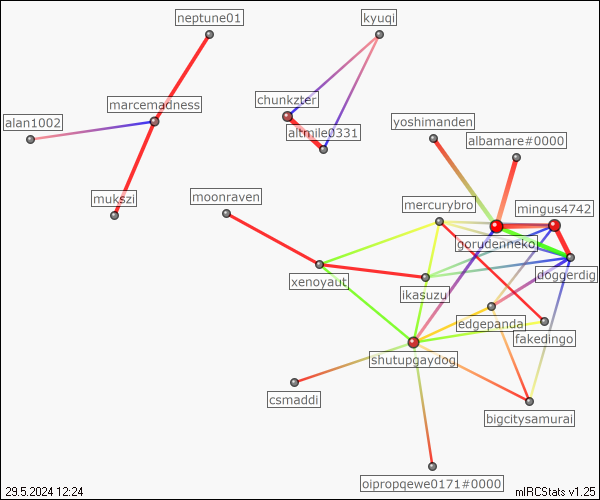 neptune01
kyuqi
chunkzter
marcemadness
alan1002
altmile0331
yoshimanden
albamare#0000
mukszi
moonraven
mercurybro
mingus4742
gorudenneko
doggerdig
xenoyaut
ikasuzu
edgepanda
fakedingo
shutupgaydog
csmaddi
bigcitysamurai
oipropqewe0171#0000
29.5.2024 12:24
mIRCStats v1.25